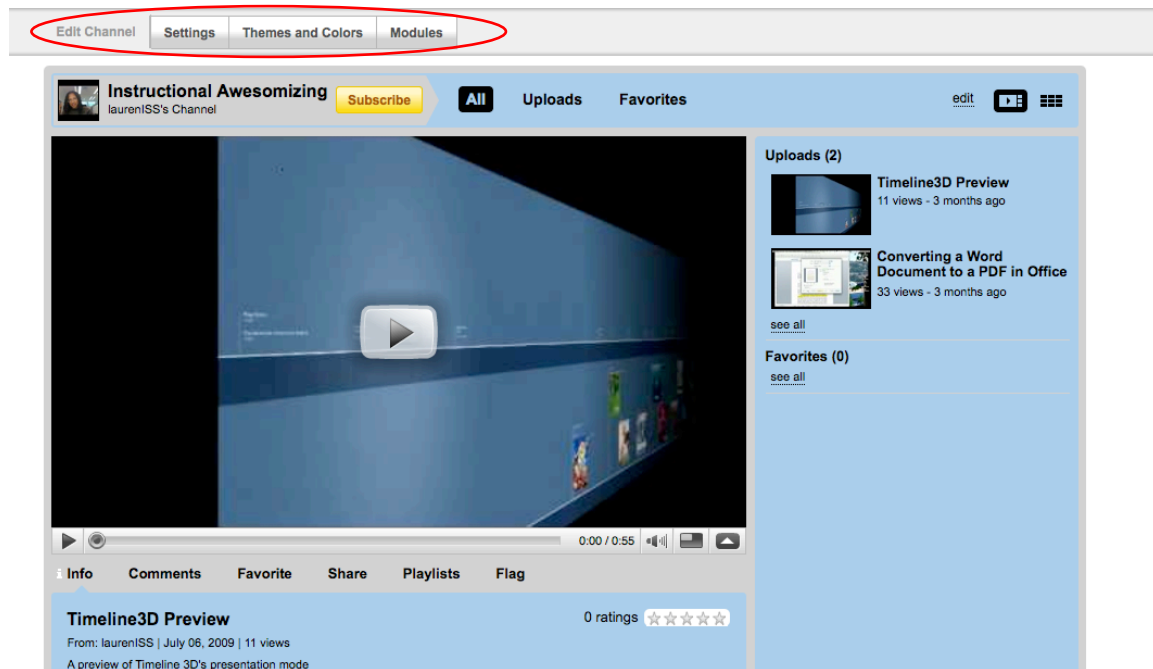 Edit Channel Settings Themes and Colors Modules
Instructional Awesomizing
laurenISS's Channel
Subscribe
All Uploads Favorites edit
Uploads (2)
Timeline3D Preview
11 views - 3 months ago
Converting a Word
Document to a PDF in Office
33 views - 3 months ago
see all
Favorites (0)
see all
0:00 / 0:55
Info Comments Favorite Share Playlists Flag
Timeline3D Preview
0 ratings
From: laurenISS | July 06, 2009 | 11 views
A preview of Timeline 3D's presentation mode